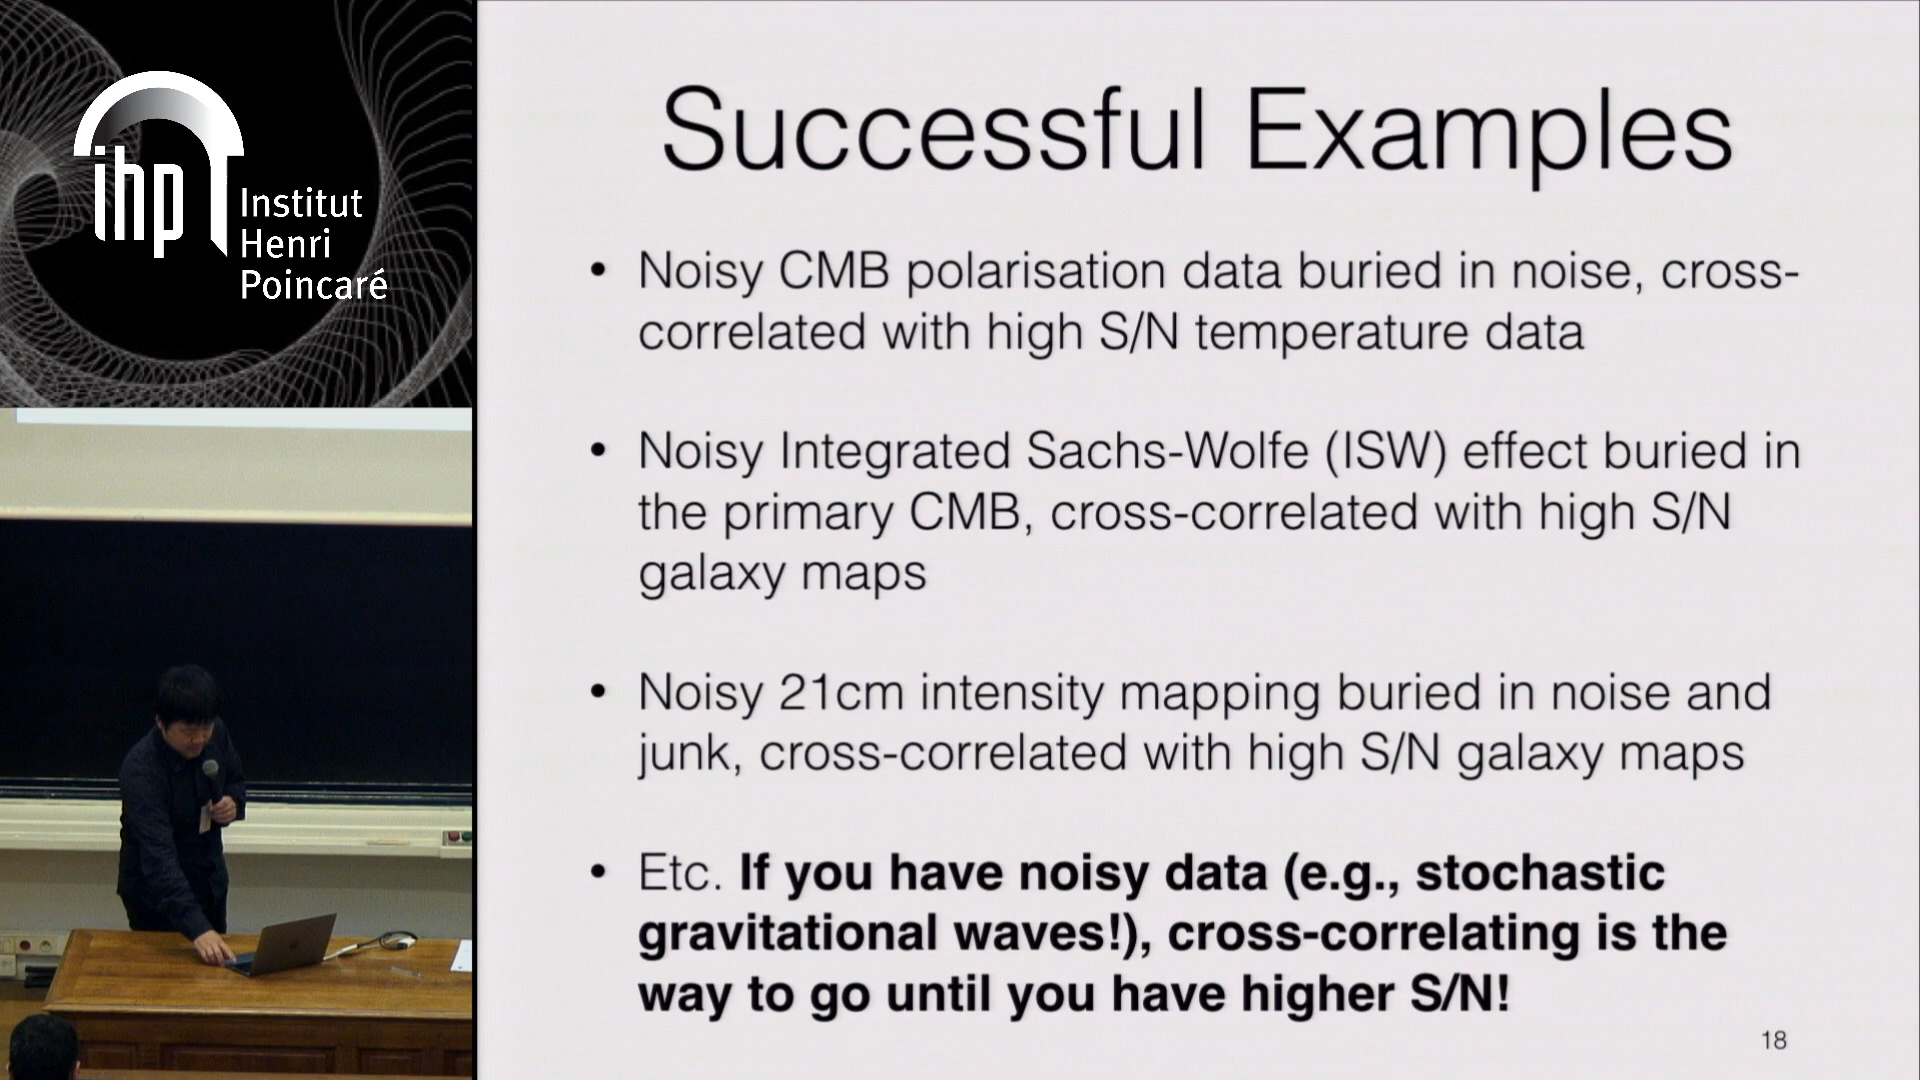 ihp
Institut
Henri
Poincaré
Successful Examples
• Noisy CMB polarisation data buried in noise, cross-
correlated with high S/N temperature data
• Noisy Integrated Sachs-Wolfe (ISW) effect buried in
the primary CMB, cross-correlated with high S/N
galaxy maps
• Noisy 21cm intensity mapping buried in noise and
junk, cross-correlated with high S/N galaxy maps
• Etc. If you have noisy data (e.g., stochastic
gravitational waves!), cross-correlating is the
way to go until you have higher S/N!
18